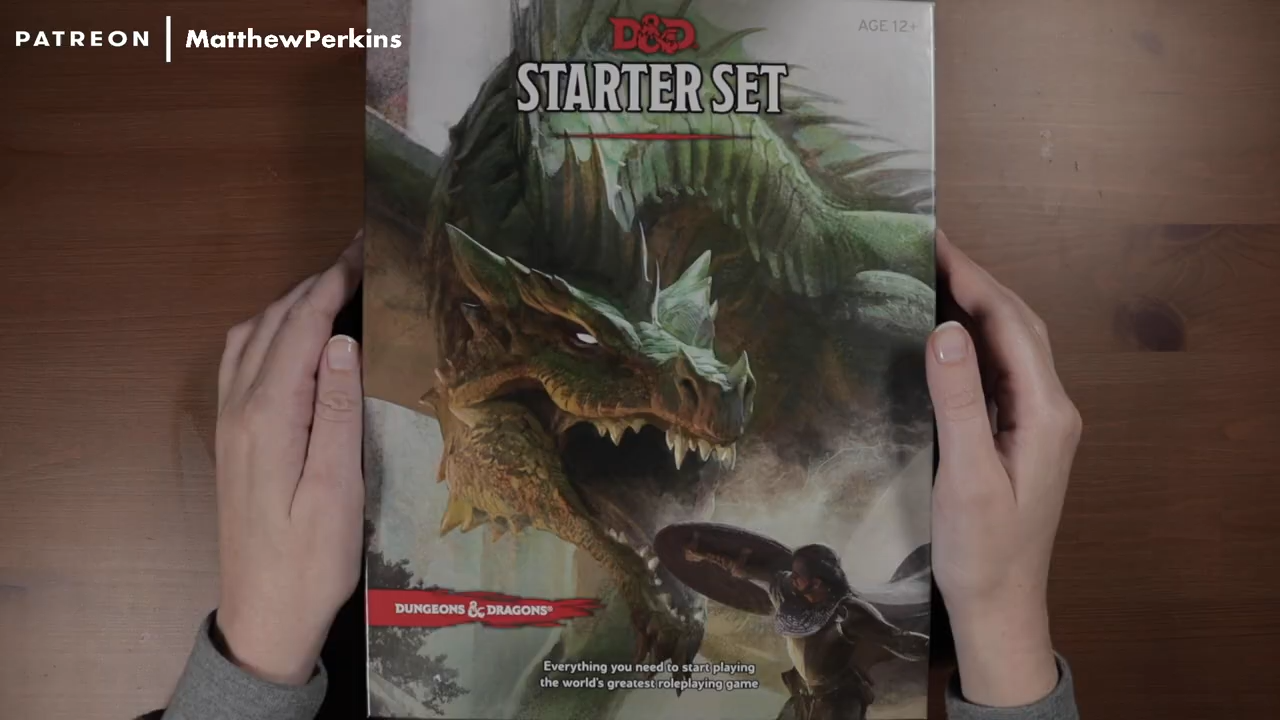 PATREON | MatthewPerkins
D&D
AGE 12+
STARTER SET
DUNGEONS & DRAGONS®
Everything you need to start playing
the world's greatest roleplaying game